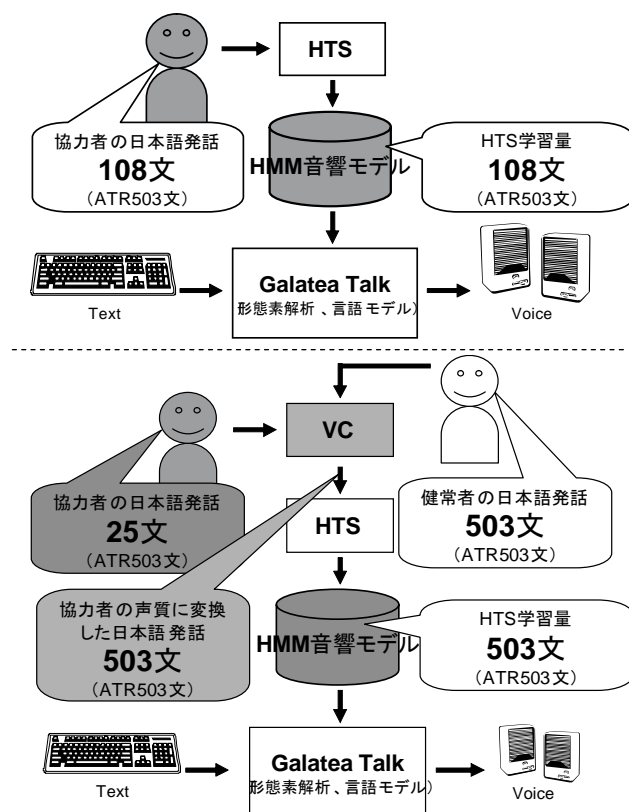 HTS
協力者の日本語発話
108文
(ATR503文)
HMM音響モデル
HTS学習量
108文
(ATR503文)
Text
Galatea Talk
形態素解析、言語モデル)
Voice
VC
協力者の日本語発話
25文
(ATR503文)
HTS
健常者の日本語発話
503文
(ATR503文)
協力者の声質に変換
した日本語発話
503文
(ATR503文)
HMM音響モデル
HTS学習量
503文
(ATR503文)
Text
Galatea Talk
形態素解析、言語モデル)
Voice